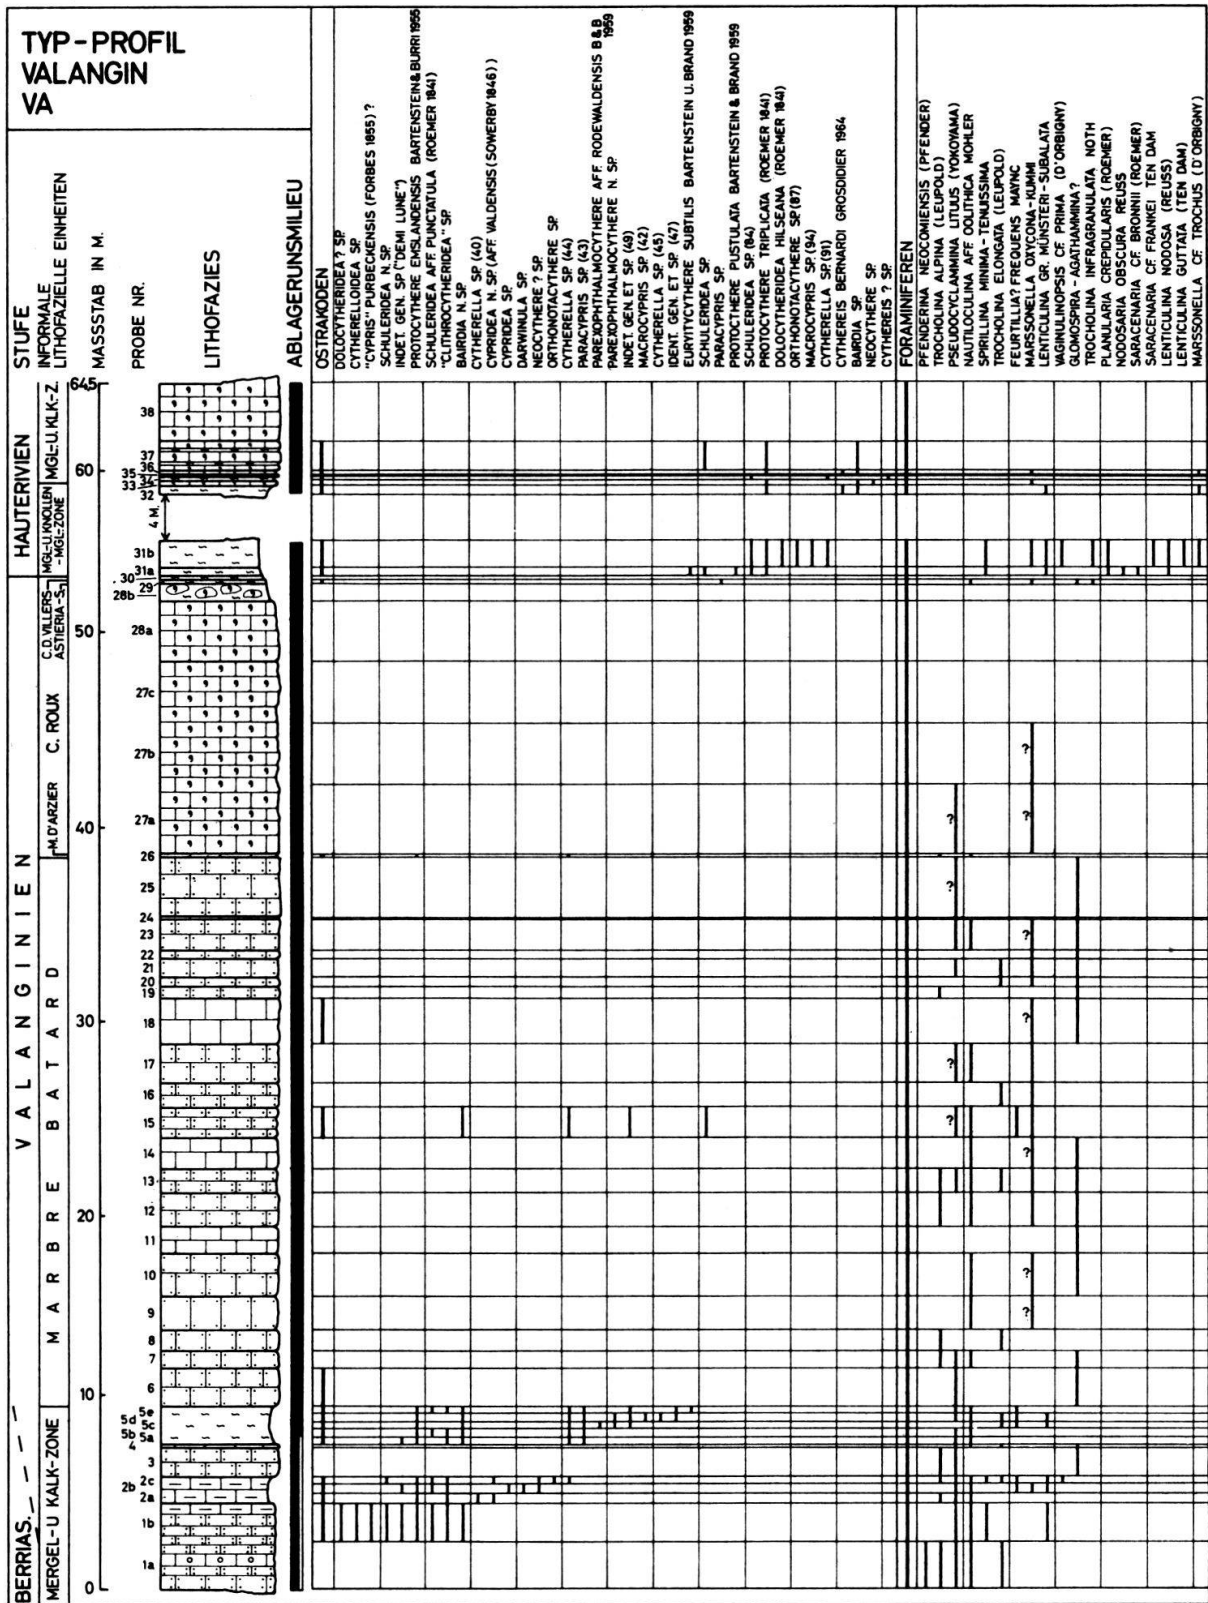 TYP-PROFIL
VALANGIN
VA
STUFE
INFORMALE
LITHOFAZIELLE EINHEITEN
MASSSTAB IN M.
PROBE NR.
LITHOFAZIES
ABLAGERUNSMILIEU
OSTRAKODEN
DOLOCYTHERIDEA ? SP.
CYTHERELLOIDEA SP.
"CYPRIS" PURBECKENSIS (FORBES 1855) ?
SCHULERIDEA N. SP.
INDET. GEN. SP. ("DEMI LUNE")
PROTOCYTHERE EMSLANDENSIS BARTENSTEIN & BURRI 1955
SCHULERIDEA AFF. PUNCTATULA (ROEMER 1841)
"CLITHROCYTHERIDEA" SP.
BAIRDIA N. SP.
CYTHERELLA SP. (40)
CYPRIDEA N. SP. (AFF. VALDENSIS (SOWERBY 1846) )
CYPRIDEA SP.
DARWINULA SP.
NEOCYTHERE ? SP.
ORTHONOTACYTHERE SP.
CYTHERELLA SP. (44)
PARACYPRIS SP. (43)
PAREXOPHTHALMOCYTHERE AFF. RODEWALDENSIS B & B 1959
PAREXOPHTHALMOCYTHERE N. SP.
INDET. GEN. ET SP. (49)
MACROCYPRIS SP. (42)
CYTHERELLA SP. (45)
IDENT. GEN. ET SP. (47)
EURYITYCYTHERE SUBTILIS BARTENSTEIN U. BRAND 1959
SCHULERIDEA SP.
PARACYPRIS SP.
PROTOCTHERE PUSTULATA BARTENSTEIN & BRAND 1959
SCHULERIDEA SP. (84)
PROTOCYTHERE TRIPLICATA (ROEMER 1841)
DOLOCYTHERIDEA HILSEANA (ROEMER 1841)
ORTHONOTACYTHERE SP. (87)
MACROCYPRIS SP. (94)
CYTHERELLA SP. (91)
CYTHEREIS BERNARDI GROSDIDIER 1964
BAIRDIA SP.
NEOCYTHERE SP.
CYTHEREIS ? SP.
FORAMINIFEREN
PFENDERINA NEOCOMIENSIS (PFENDER)
TROCHOLINA ALPINA (LEUPOLD)
PSEUDOCYCLAMMINA LITUUS (YOKOYAMA)
NAUTILOCULINA AFF. OOLITHICA MOHLER
SPIRILLINA MINIMA-TENUISSIMA
TROCHOLINA ELONGATA (LEUPOLD)
FEURTILLIA? FREQUENS MAYNC
MARSSONELLA OXYCONA-KUMMI
LENTICULINA GR. MÜNSTERI-SUBALATA
VAGINULINOPSIS CF. PRIMA (D'ORBIGNY)
GLOMOSPIRA-AGATHAMMINA?
TROCHOLINA INFRAGRANULATA NOTH
PLANULARIA CREPIDULARIS (ROEMER)
NODOSARIA OBSCURA REUSS
SARACENARIA CF. BRONNII (ROEMER)
SARACENARIA CF. FRANKEI TEN DAM
LENTICULINA NODOSA (REUSS)
LENTICULINA GUTTATA (TEN DAM)
MARSSONELLA CF. TROCHUS (D'ORBIGNY)
HAUTERIVIEN
MGL-U. KLK-Z.
MGL-U. KNOLLEN
-MGL-ZONE
VALANGINIEN
C.D. VILLERS-
ASTIERIA-S.
C. ROUX
M. D'ARZIER
MARBRE BATARD
BERRIAS.
MERGEL-U KALK-ZONE
64.5
60
50
40
30
20
10
0
38
37
36
35
34
33
32
4 M.
31b
31a
30
29
28b
28a
27c
27b
?
27a
?
?
26
25
?
24
23
?
22
21
20
19
18
?
17
?
16
15
?
14
?
13
12
11
10
?
9
?
8
7
6
5e
5d
5c
5b
5a
4
3
2c
2b
2a
1b
1a